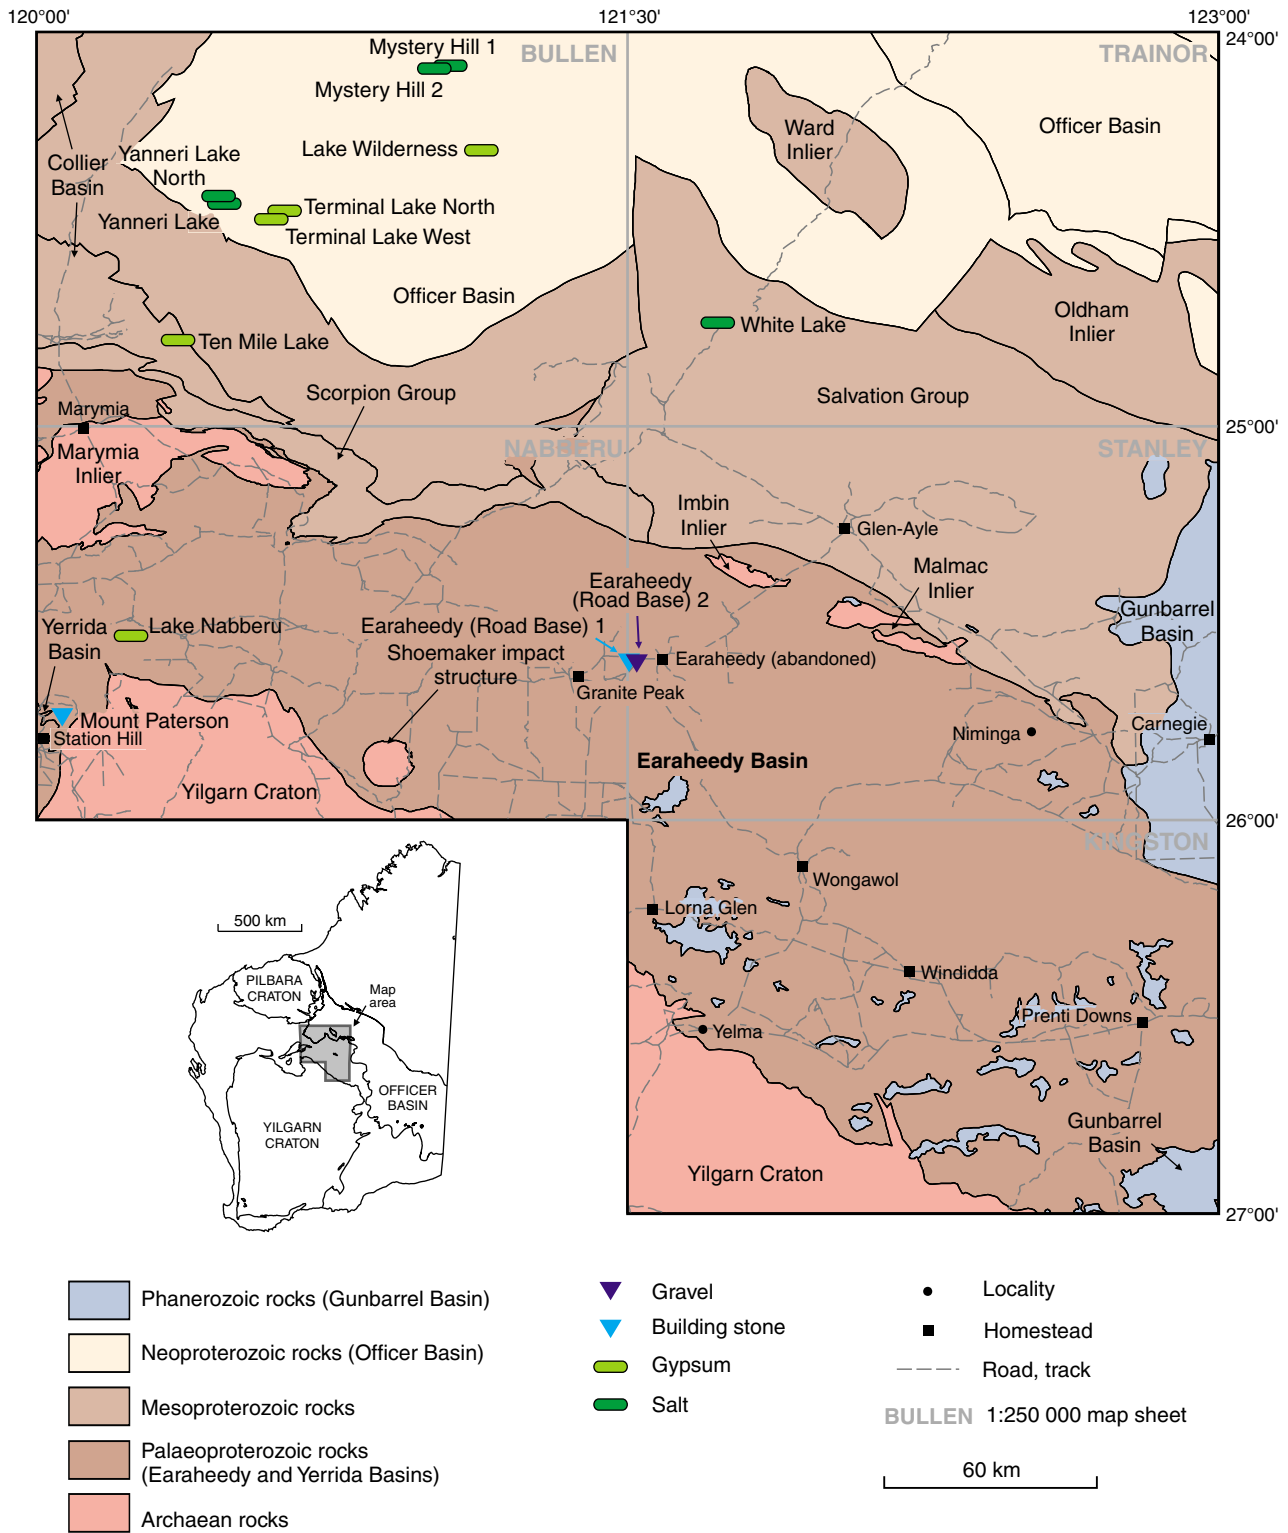 120°00'
121°30'
123°00'
24°00'
Mystery Hill 1
BULLEN
TRAINOR
Mystery Hill 2
Ward
Inlier
Officer Basin
Lake Wilderness
Collier
Basin
Yanneri Lake
North
Terminal Lake North
Yanneri Lake
Terminal Lake West
Officer Basin
Oldham
Inlier
White Lake
Ten Mile Lake
Scorpion Group
Salvation Group
Marymia
25°00'
Marymia
Inlier
NABBERU
STANLEY
Imbin
Inlier
Glen-Ayle
Malmac
Inlier
Earaheedy
(Road Base) 2
Gunbarrel
Basin
Lake Nabberu
Yerrida
Basin
Earaheedy (Road Base) 1
Shoemaker impact
structure
Earaheedy (abandoned)
Granite Peak
Mount Paterson
Station Hill
Niminga
Carnegie
Earaheedy Basin
Yilgarn Craton
26°00'
KINGSTON
Wongawol
Lorna Glen
Windidda
Prenti Downs
Yelma
Gunbarrel
Basin
Yilgarn Craton
27°00'
500 km
PILBARA
CRATON
Map
area
OFFICER
BASIN
YILGARN
CRATON
Phanerozoic rocks (Gunbarrel Basin)
Neoproterozoic rocks (Officer Basin)
Mesoproterozoic rocks
Palaeoproterozoic rocks
(Earaheedy and Yerrida Basins)
Archaean rocks
Gravel
Building stone
Gypsum
Salt
Locality
Homestead
Road, track
BULLEN 1:250 000 map sheet
60 km